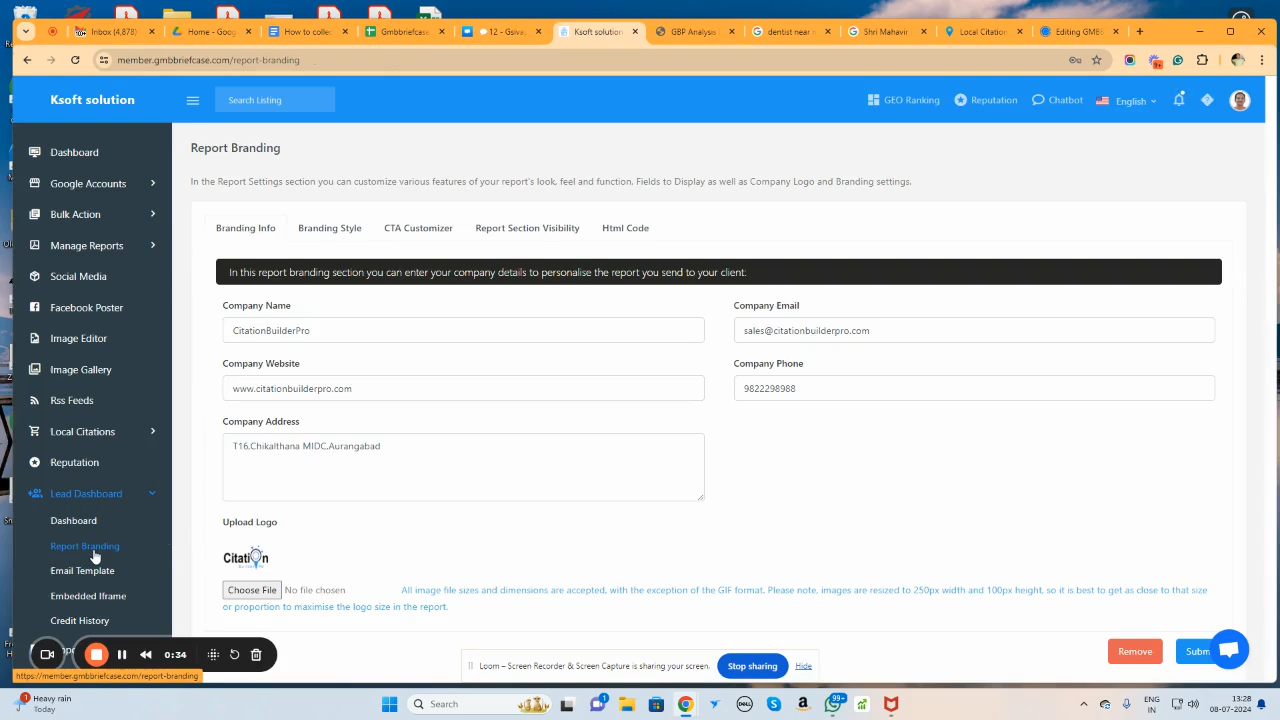 Inbox (4,878)
Home - Goog
How to colle
Gmbbriefcase
12 - Gsiva
Ksoft solution
GBP Analysis
dentist near
Shri Mahavir
Local Citation
Editing GMBE
member.gmbbriefcase.com/report-branding
Ksoft solution
Search Listing
GEO Ranking
Reputation
Chatbot
English
Dashboard
Google Accounts
Bulk Action
Manage Reports
Social Media
Facebook Poster
Image Editor
Image Gallery
Rss Feeds
Local Citations
Reputation
Lead Dashboard
Dashboard
Report Branding
Email Template
Embedded Iframe
Credit History
Report Branding
In the Report Settings section you can customize various features of your report's look, feel and function, Fields to Display as well as Company Logo and Branding settings.
Branding Info
Branding Style
CTA Customizer
Report Section Visibility
Html Code
In this report branding section you can enter your company details to personalise the report you send to your client:
Company Name
Company Email
CitationBuilderPro
sales@citationbuilderpro.com
Company Website
Company Phone
www.citationbuilderpro.com
9822298988
Company Address
T16,Chikalthana MIDC,Aurangabad
Upload Logo
Citation
Choose File
No file chosen
All image file sizes and dimensions are accepted, with the exception of the GIF format. Please note, images are resized to 250px width and 100px height, so it is best to get as close to that size
or proportion to maximise the logo size in the report.
Remove
Subm
0:34
Loom – Screen Recorder & Screen Capture is sharing your screen.
Stop sharing
Hide
https://member.gmbbriefcase.com/report-branding
1
Heavy rain
Today
Search
1
99+
ENG
IN
13:28
08-07-2024